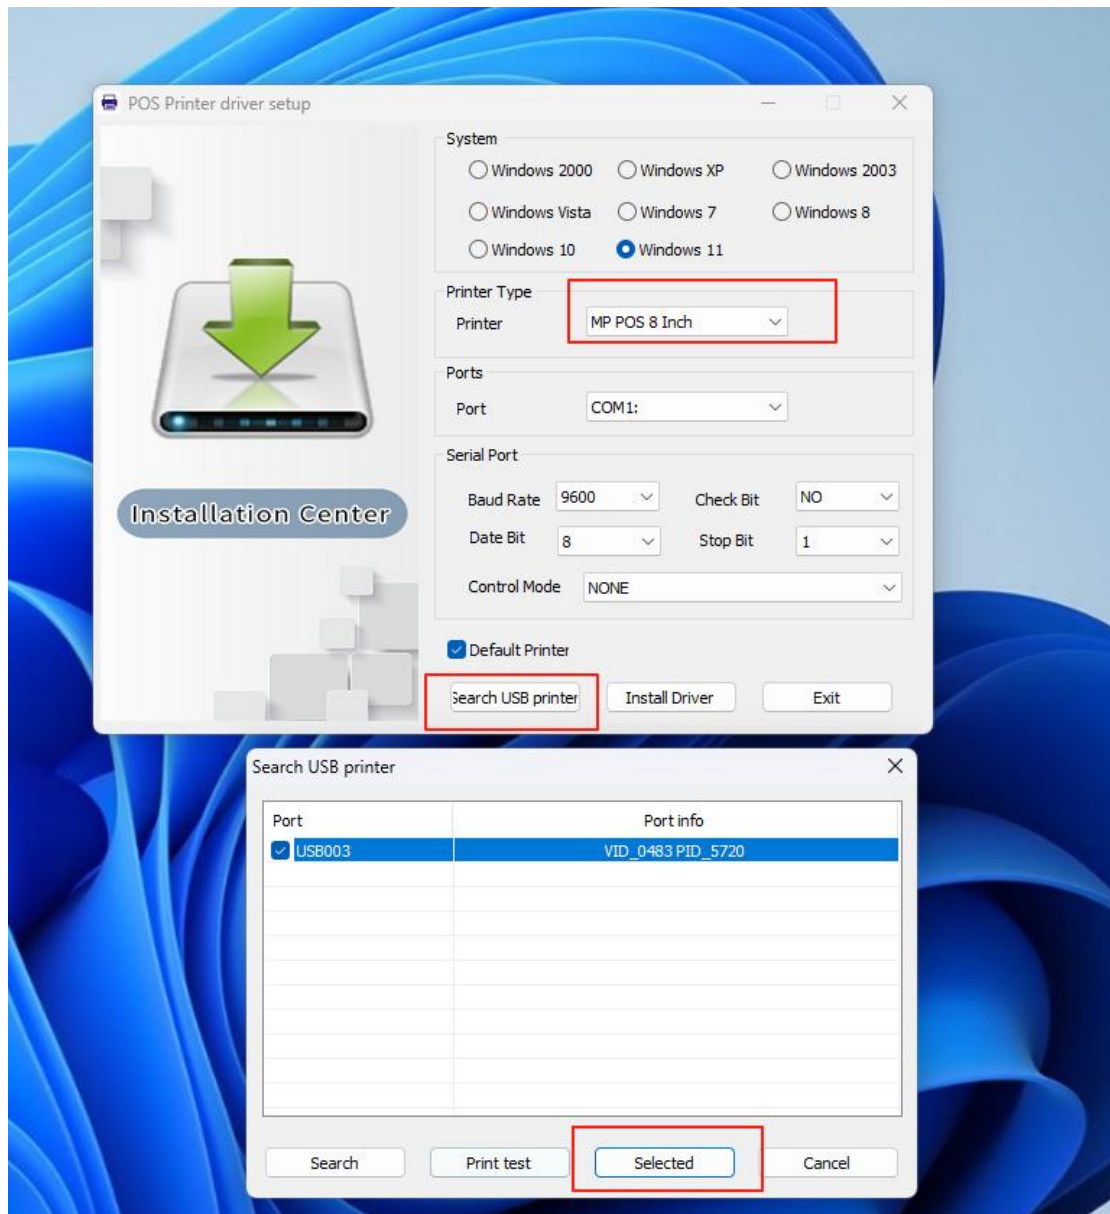 POS Printer driver setup
System
Windows 2000 Windows XP Windows 2003
Windows Vista Windows 7 Windows 8
Windows 10 Windows 11
Printer Type
Printer MP POS 8 Inch
Ports
Port COM1:
Serial Port
Baud Rate 9600 Check Bit NO
Date Bit 8 Stop Bit 1
Control Mode NONE
Installation Center
Default Printer
Search USB printer Install Driver Exit
Search USB printer
Port Port info
USB003 VID_0483 PID_5720
Search Print test Selected Cancel